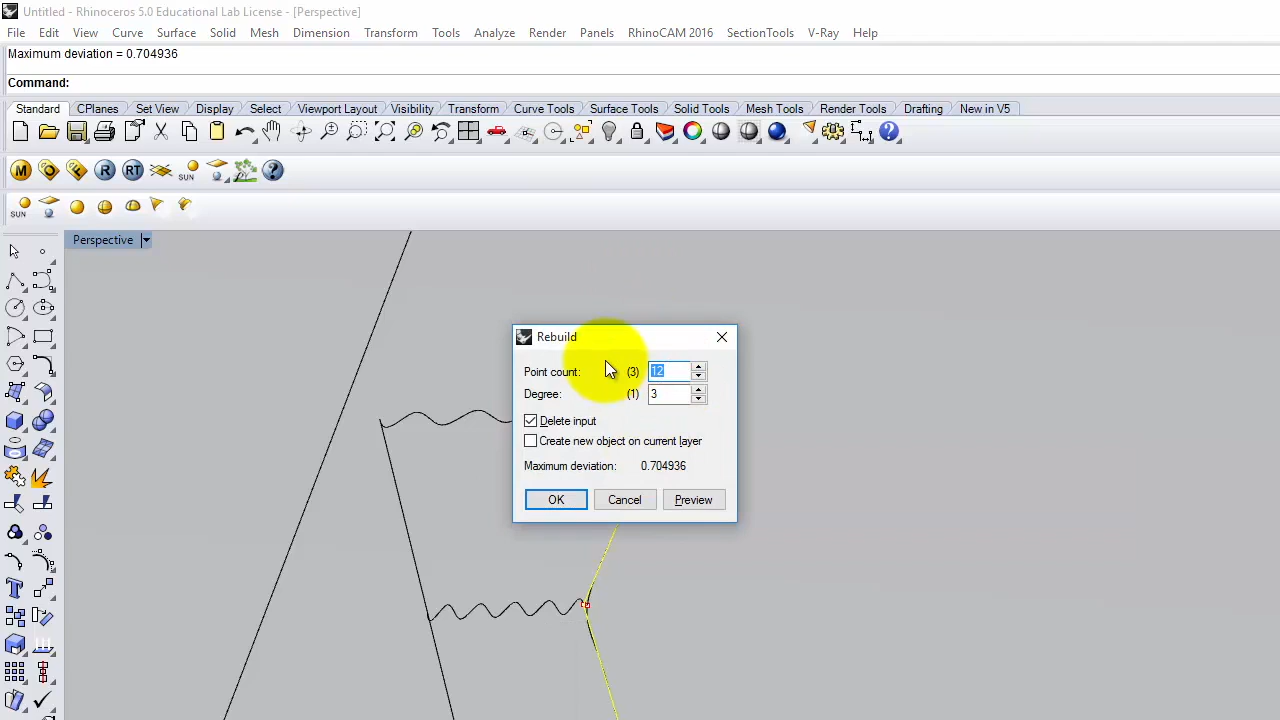 Untitled - Rhinoceros 5.0 Educational Lab License - [Perspective]
File Edit View Curve Surface Solid Mesh Dimension Transform Tools Analyze Render Panels RhinoCAM 2016 SectionTools V-Ray Help
Maximum deviation = 0.704936
Command:
Standard CPlanes Set View Display Select Viewport Layout Visibility Transform Curve Tools Surface Tools Solid Tools Mesh Tools Render Tools Drafting New in V5
M O F R RT SUN ?
SUN
Perspective
Rebuild
Point count: (3) 12
Degree: (1) 3
Delete input
Create new object on current layer
Maximum deviation: 0.704936
OK Cancel Preview